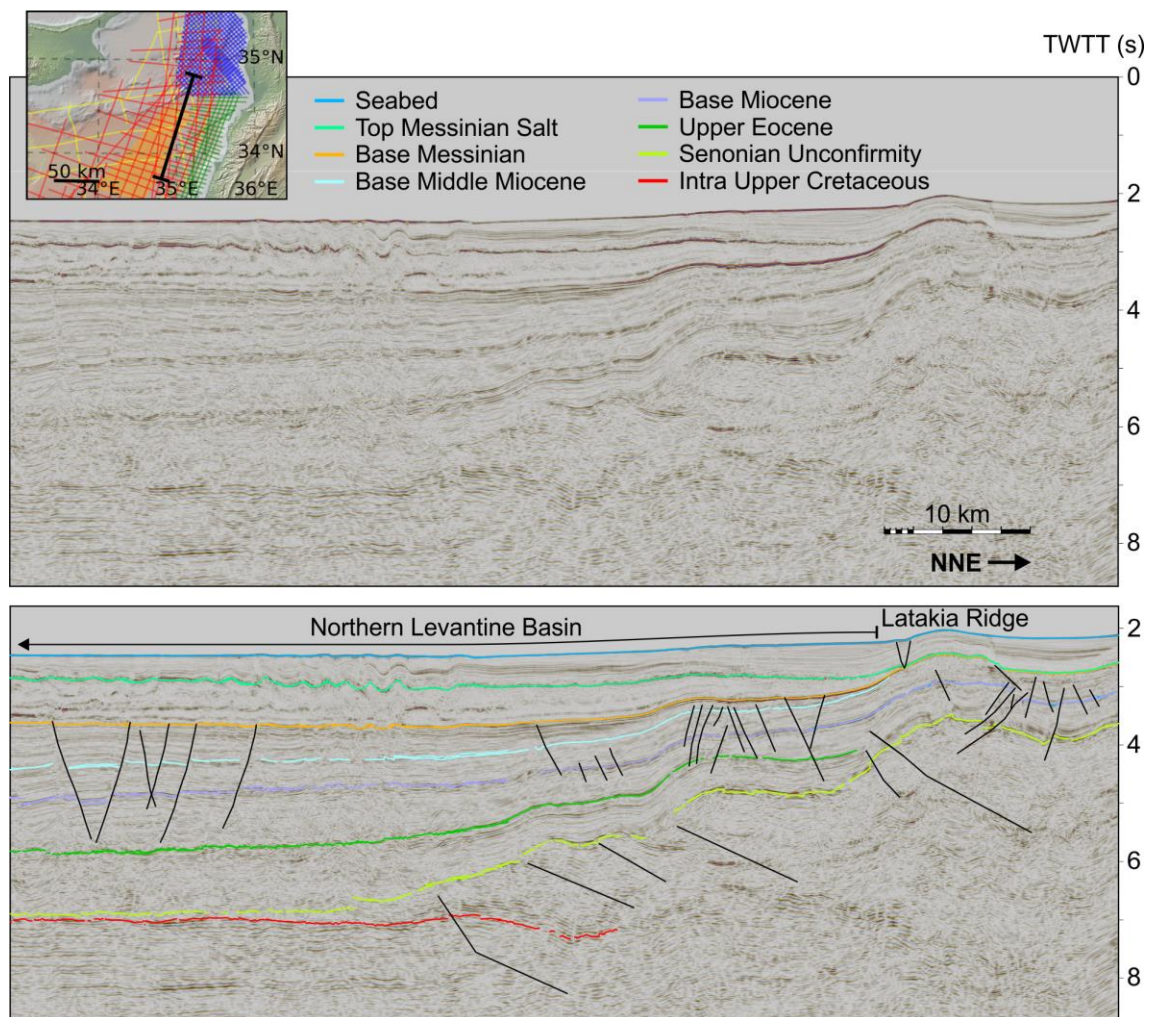 TWTT (s)
35°N
34°N
50 km
34°E
35°E
36°E
Seabed
Top Messinian Salt
Base Messinian
Base Middle Miocene
Base Miocene
Upper Eocene
Senonian Unconfirmity
Intra Upper Cretaceous
0
2
4
6
8
10 km
NNE
Northern Levantine Basin
Latakia Ridge
2
4
6
8